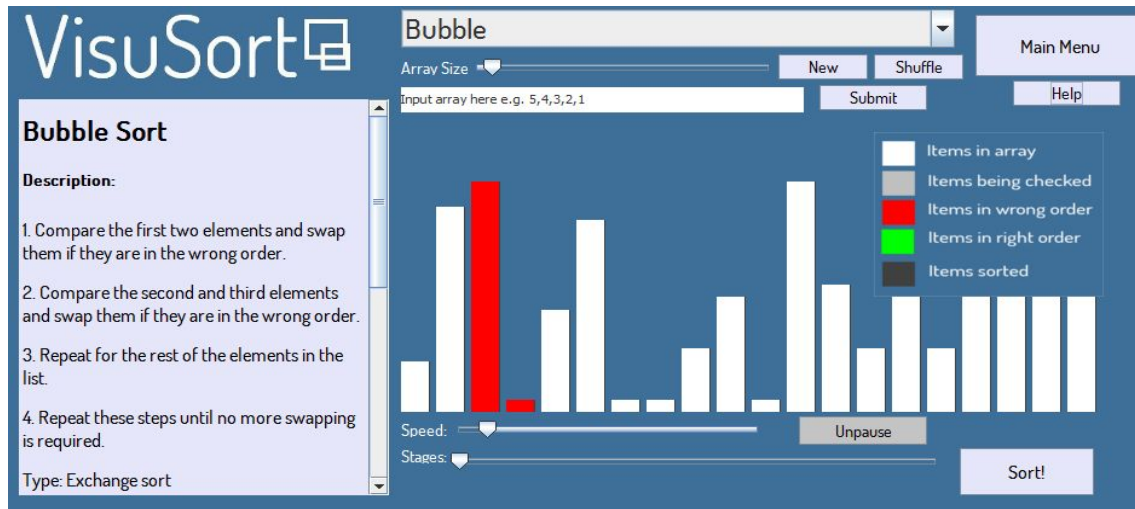 VisuSort
Bubble Sort
Description:
1. Compare the first two elements and swap
them if they are in the wrong order.
2. Compare the second and third elements
and swap them if they are in the wrong order.
3. Repeat for the rest of the elements in the
list.
4. Repeat these steps until no more swapping
is required.
Type: Exchange sort
Bubble
Array Size
New
Shuffle
Main Menu
Input array here e.g. 5,4,3,2,1
Submit
Help
Items in array
Items being checked
Items in wrong order
Items in right order
Items sorted
Speed:
Unpause
Stages:
Sort!